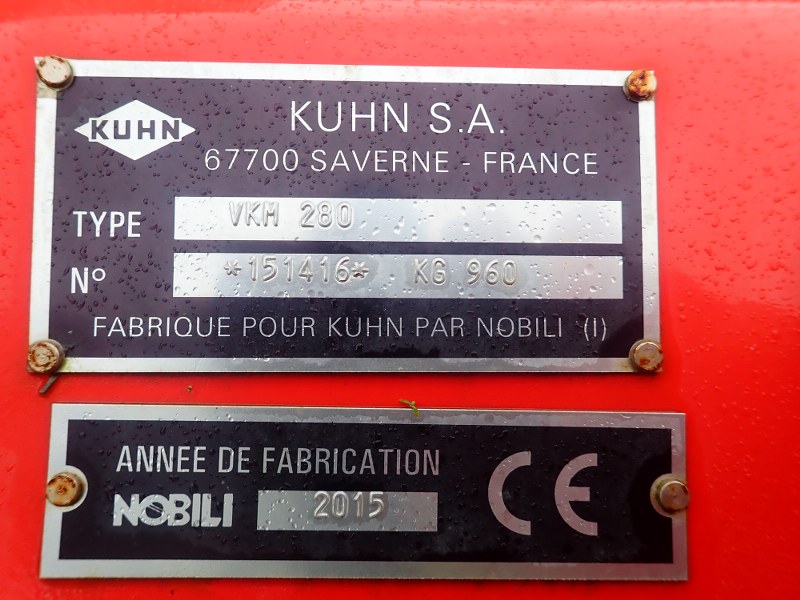 KUHN
KUHN S.A.
67700 SAVERNE - FRANCE
TYPE VKM 280
N° *151416* KG 960
FABRIQUE POUR KUHN PAR NOBILI (I)
ANNEE DE FABRICATION
NOBILI 2015
CE